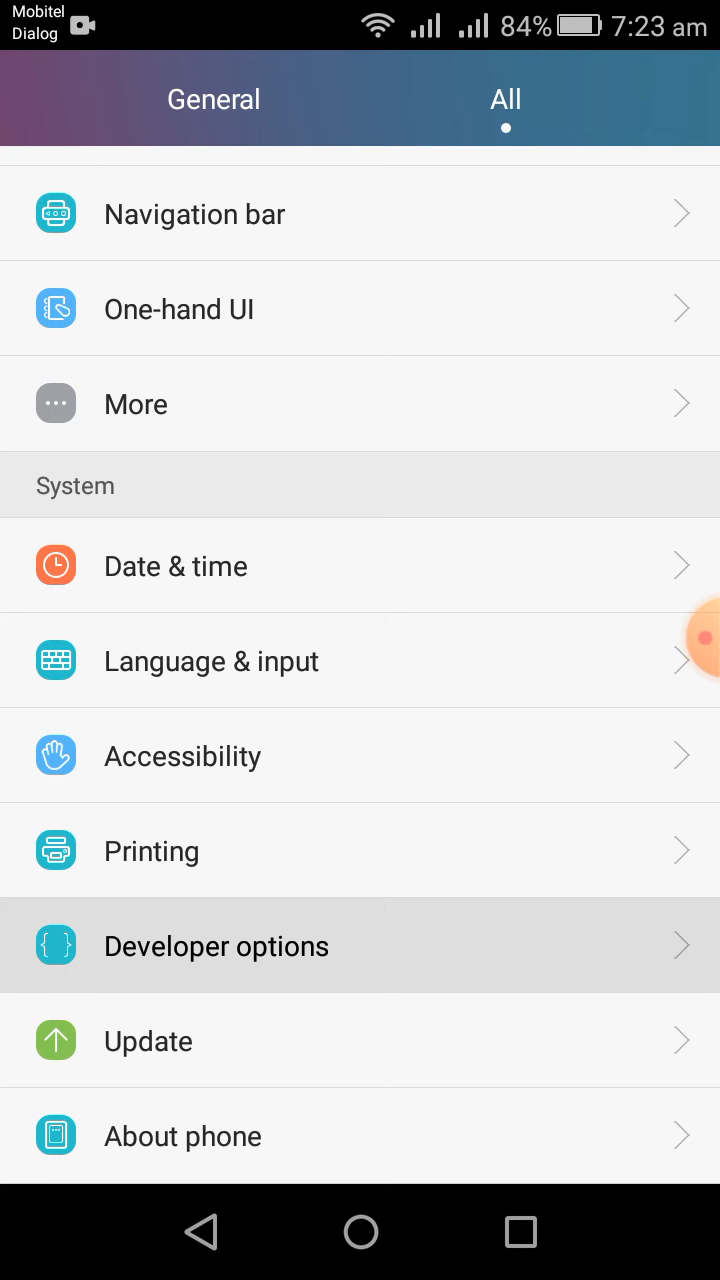 Mobitel
Dialog
84% 7:23 am
General All
Navigation bar
One-hand UI
More
System
Date & time
Language & input
Accessibility
Printing
Developer options
Update
About phone